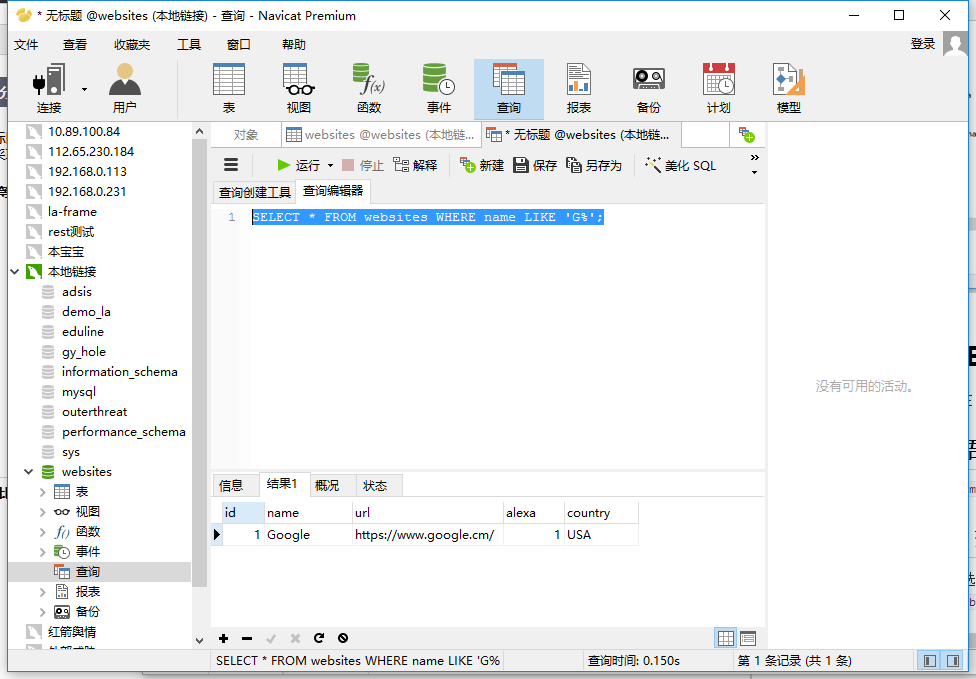 * 无标题 @websites (本地链接) - 查询 - Navicat Premium
文件 查看 收藏夹 工具 窗口 帮助 登录
连接 用户 表 视图 函数 事件 查询 报表 备份 计划 模型
10.89.100.84
112.65.230.184
192.168.0.113
192.168.0.231
la-frame
rest测试
本宝宝
本地链接
adsis
demo_la
eduline
gy_hole
information_schema
mysql
outerthreat
performance_schema
sys
websites
表
视图
函数
事件
查询
报表
备份
红箭舆情
对象 websites @websites (本地链... * 无标题 @websites (本地链...
运行 停止 解释 新建 保存 另存为 美化 SQL
查询创建工具 查询编辑器
1 SELECT * FROM websites WHERE name LIKE 'G%';
没有可用的活动。
信息 结果1 概况 状态
id name url alexa country
1 Google https://www.google.cm/ 1 USA
SELECT * FROM websites WHERE name LIKE 'G% 查询时间: 0.150s 第 1 条记录 (共 1 条)